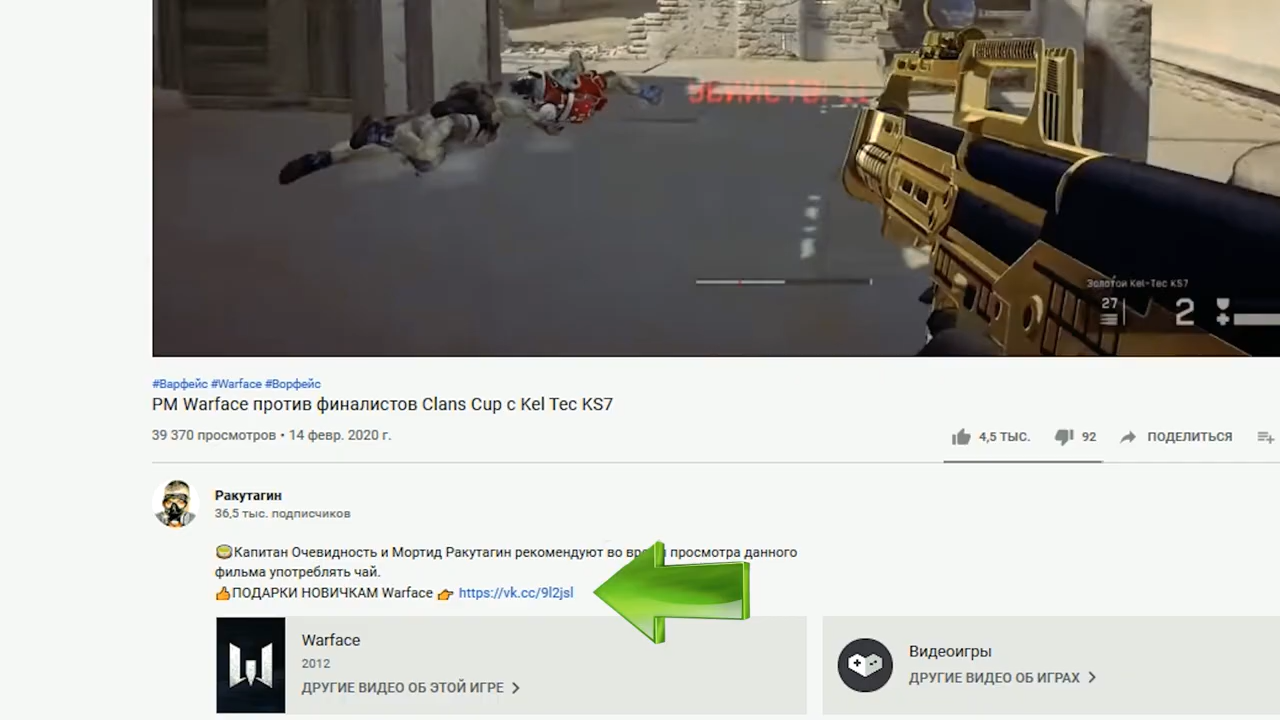 Золотой Kel-Tec KS7
27
2
#Варфейс #Warface #Ворфейс
РМ Warface против финалистов Clans Cup с Kel Tec KS7
39 370 просмотров • 14 февр. 2020 г.
4,5 ТЫС.
92
ПОДЕЛИТЬСЯ
Ракутагин
36,5 тыс. подписчиков
Капитан Очевидность и Мортид Ракутагин рекомендуют во просмотра данного
фильма употреблять чай.
ПОДАРКИ НОВИЧКАМ Warface https://vk.cc/9l2jsl
Warface
2012
ДРУГИЕ ВИДЕО ОБ ЭТОЙ ИГРЕ
Видеоигры
ДРУГИЕ ВИДЕО ОБ ИГРАХ